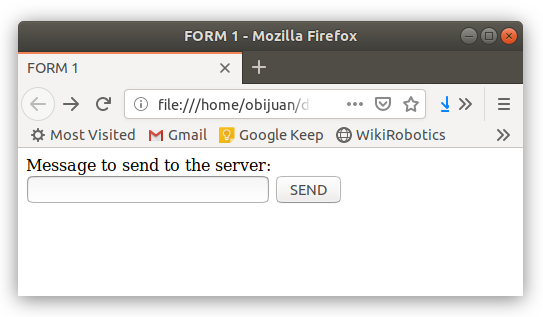 FORM 1 - Mozilla Firefox
FORM 1
file:///home/obijuan/d
Most Visited Gmail Google Keep WikiRobotics
Message to send to the server:
SEND